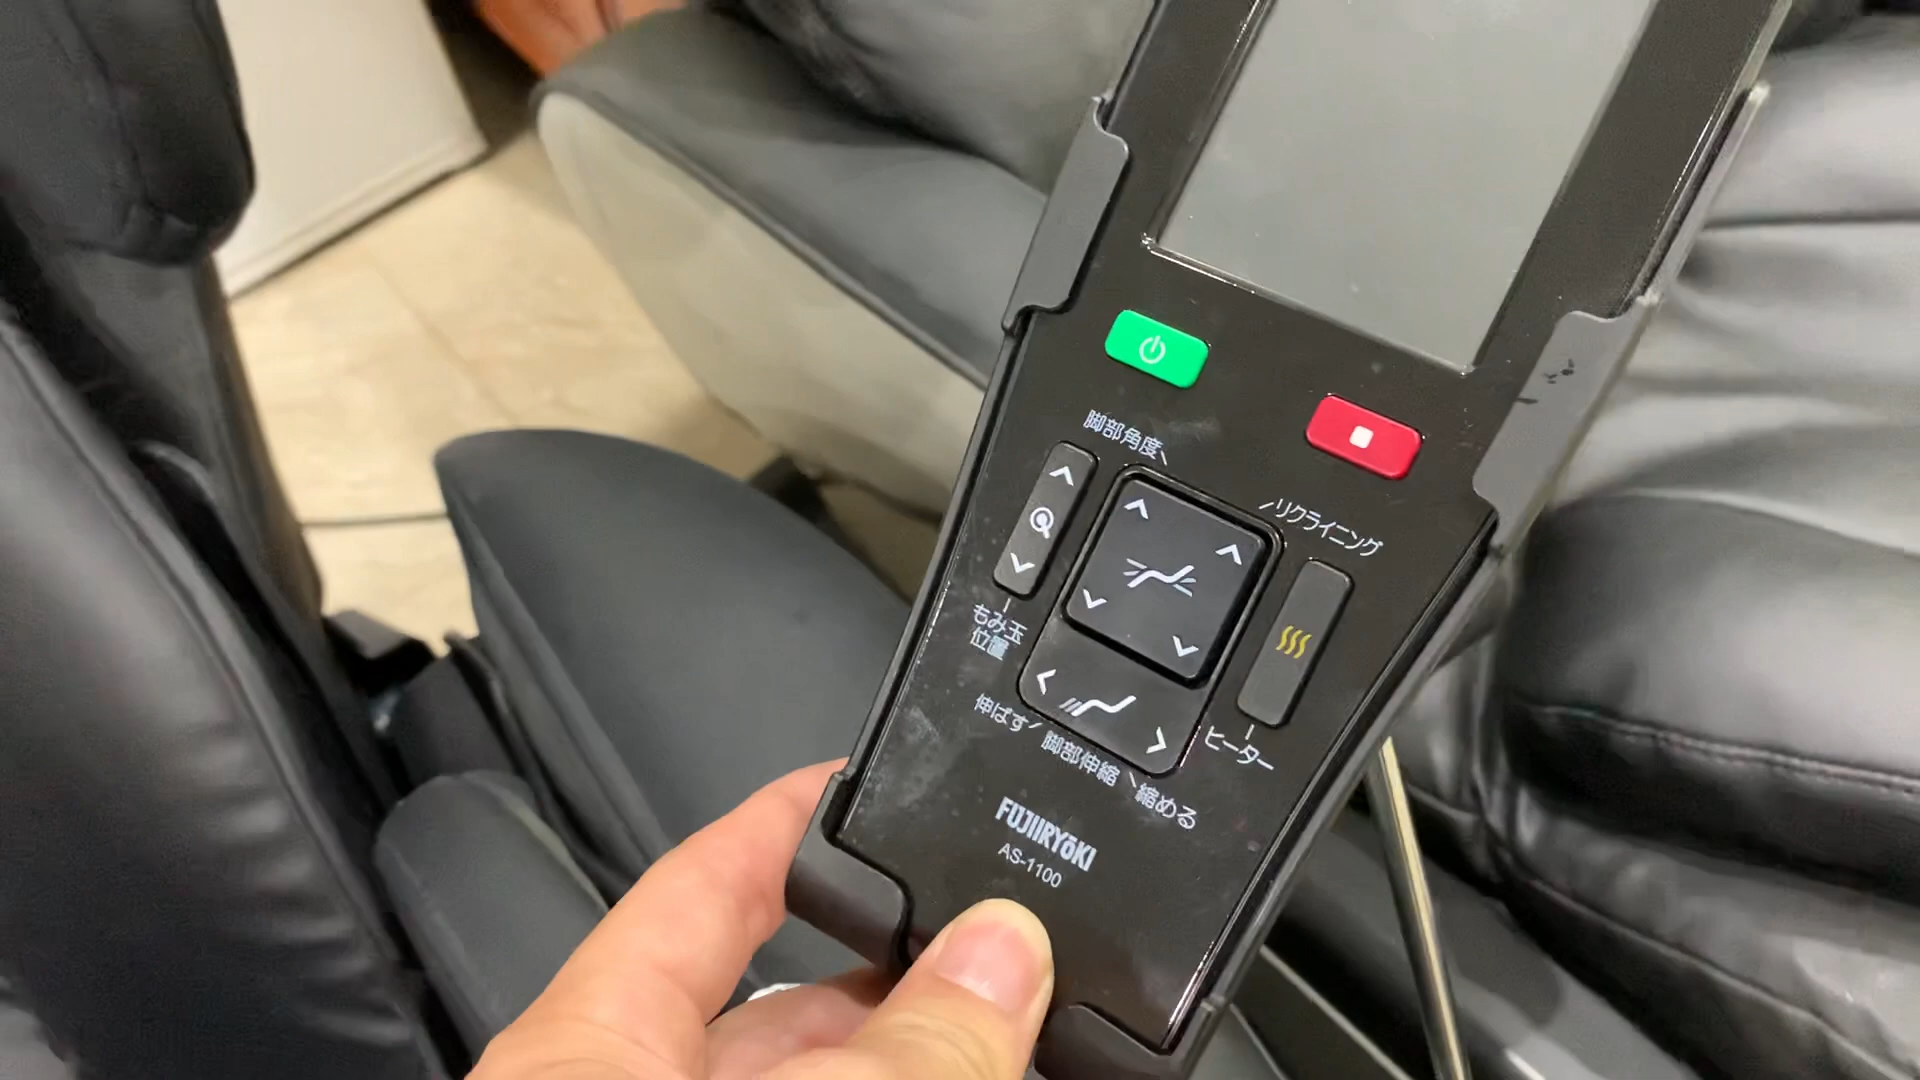 脚部角度
リクライニング
もみ玉
位置
伸ばす
脚部伸縮
縮める
ヒーター
FUJIIRYōKI
AS-1100